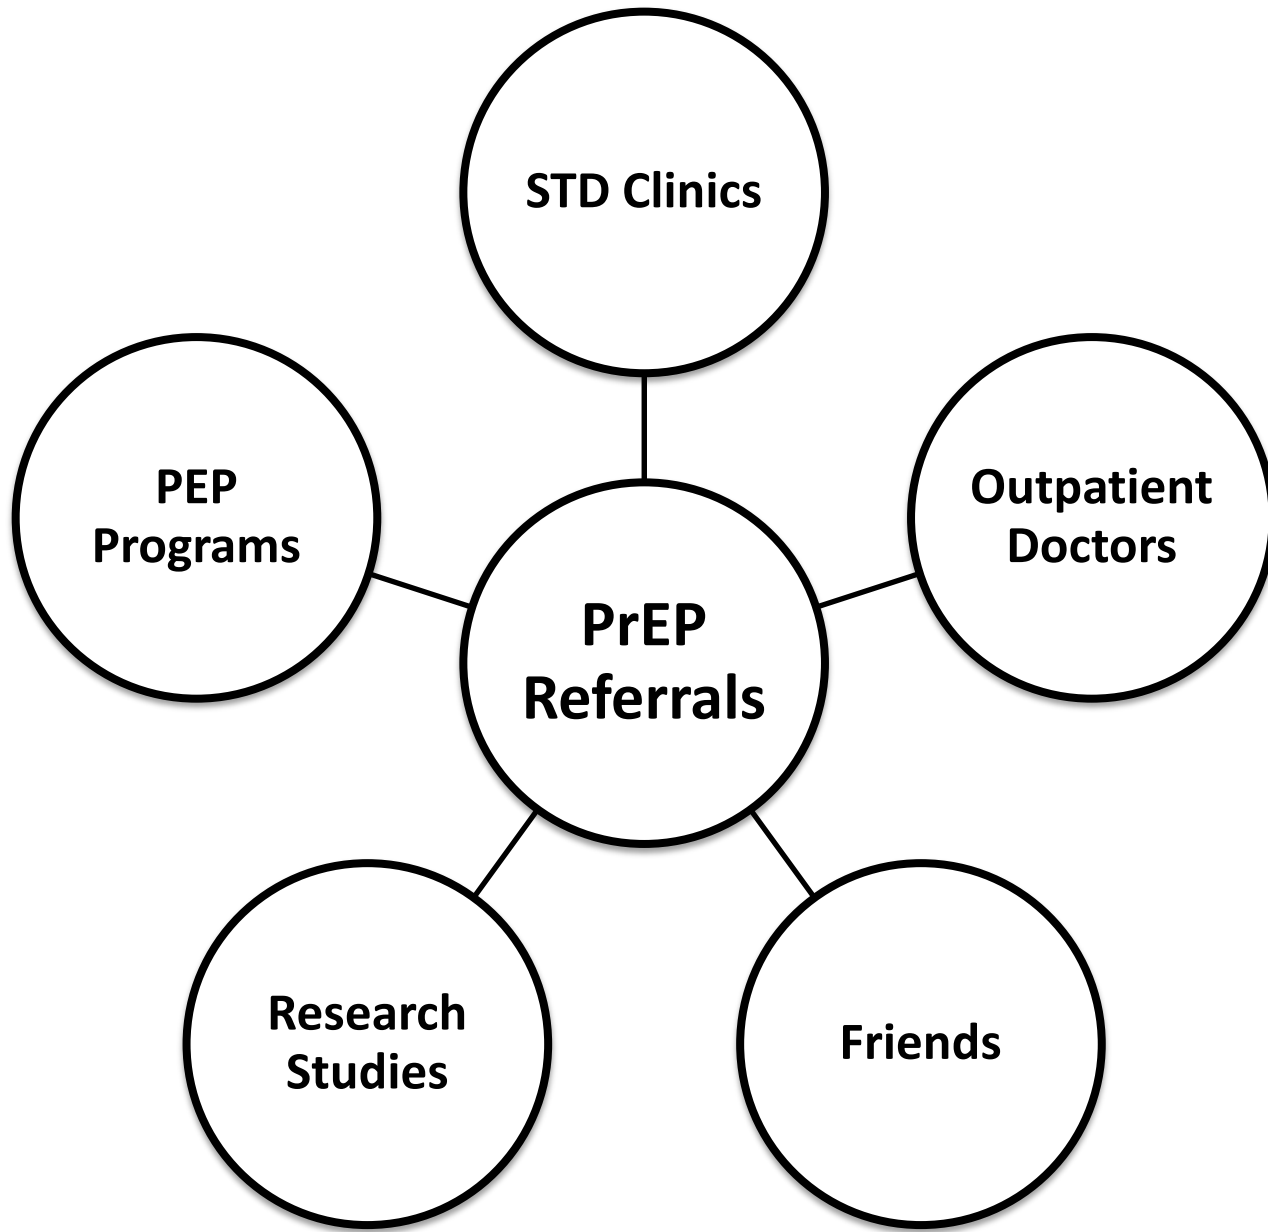 STD Clinics
PEP
Programs
Outpatient
Doctors
PrEP
Referrals
Research
Studies
Friends